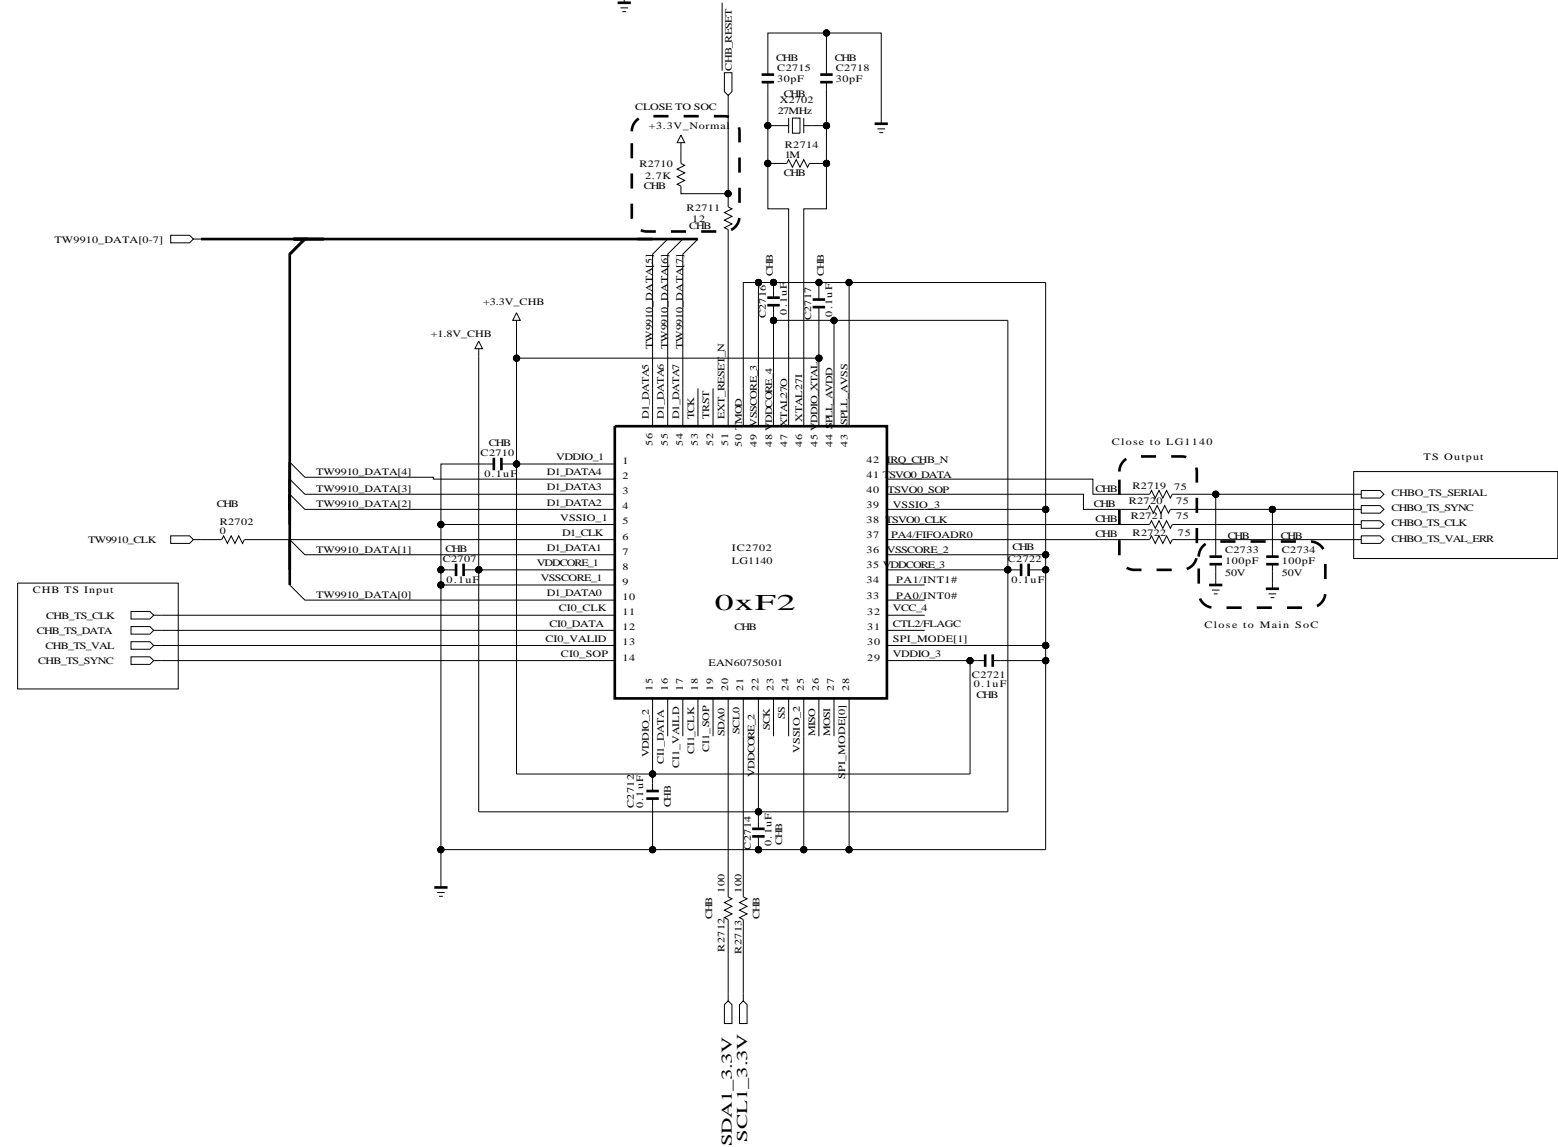 CHB_RESET
CHB
C2715
30pF
CHB
C2718
30pF
CHB
X2702
27MHz
R2714
1M
CHB
CLOSE TO SOC
+3.3V_Normal
R2710
2.7K
CHB
R2711
12
CHB
TW9910_DATA[0-7]
TW9910_DATA[5]
TW9910_DATA[6]
TW9910_DATA[7]
CHB
C2716
0.1uF
CHB
C2717
0.1uF
+3.3V_CHB
+1.8V_CHB
D1_DATA5
D1_DATA6
D1_DATA7
TCK
TRST
EXT_RESET_N
TMOD
VSSCORE_3
VDDCORE_4
XTAL27O
XTAL27I
VDDIO_XTAL
SPLL_AVDD
SPLL_AVSS
56
55
54
53
52
51
50
49
48
47
46
45
44
43
CHB
C2710
0.1uF
VDDIO_1
1
TW9910_DATA[4]
D1_DATA4
2
TW9910_DATA[3]
D1_DATA3
3
TW9910_DATA[2]
D1_DATA2
4
VSSIO_1
5
CHB
R2702
0
TW9910_CLK
D1_CLK
6
TW9910_DATA[1]
D1_DATA1
7
CHB
C2707
0.1uF
VDDCORE_1
8
VSSCORE_1
9
TW9910_DATA[0]
D1_DATA0
10
CHB TS Input
CHB_TS_CLK
CI0_CLK
11
CHB_TS_DATA
CI0_DATA
12
CHB_TS_VAL
CI0_VALID
13
CHB_TS_SYNC
CI0_SOP
14
IC2702
LG1140
0xF2
CHB
EAN60750501
42
IRQ_CHB_N
41
TSVO0_DATA
40
TSVO0_SOP
39
VSSIO_3
38
TSVO0_CLK
37
PA4/FIFOADR0
36
VSSCORE_2
35
VDDCORE_3
34
PA1/INT1#
33
PA0/INT0#
32
VCC_4
31
CTL2/FLAGC
30
SPI_MODE[1]
29
VDDIO_3
CHB
C2722
0.1uF
C2721
0.1uF
CHB
Close to LG1140
CHB
R2719
75
CHB
R2720
75
CHB
R2721
75
CHB
R2722
75
TS Output
CHBO_TS_SERIAL
CHBO_TS_SYNC
CHBO_TS_CLK
CHBO_TS_VAL_ERR
CHB
C2733
100pF
50V
CHB
C2734
100pF
50V
Close to Main SoC
15
16
17
18
19
20
21
22
23
24
25
26
27
28
VDDIO_2
CI1_DATA
CI1_VAILD
CI1_CLK
CI1_SOP
SDA0
SCL0
VDDCORE_2
SCK
SS
VSSIO_2
MISO
MOSI
SPI_MODE[0]
C2712
0.1uF
CHB
C2714
0.1uF
CHB
CHB
R2712
100
R2713
100
CHB
SDA1_3.3V
SCL1_3.3V